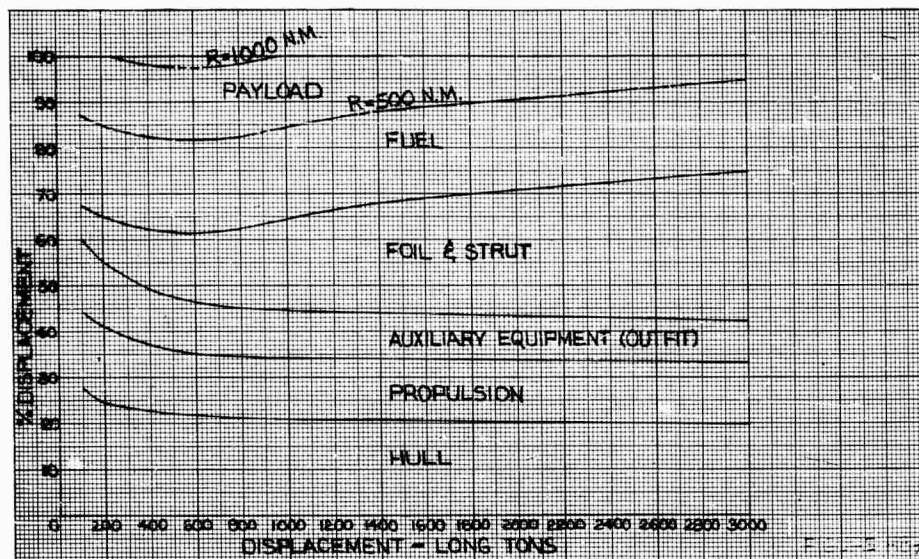 100
R=1000 N.M.
PAYLOAD
90
R=500 N.M.
80
FUEL
70
60
FOIL & STRUT
50
% DISPLACEMENT
40
AUXILIARY EQUIPMENT (OUTFIT)
30
PROPULSION
20
HULL
10
0 200 400 600 800 1000 1200 1400 1600 1800 2000 2200 2400 2600 2800 3000
DISPLACEMENT - LONG TONS